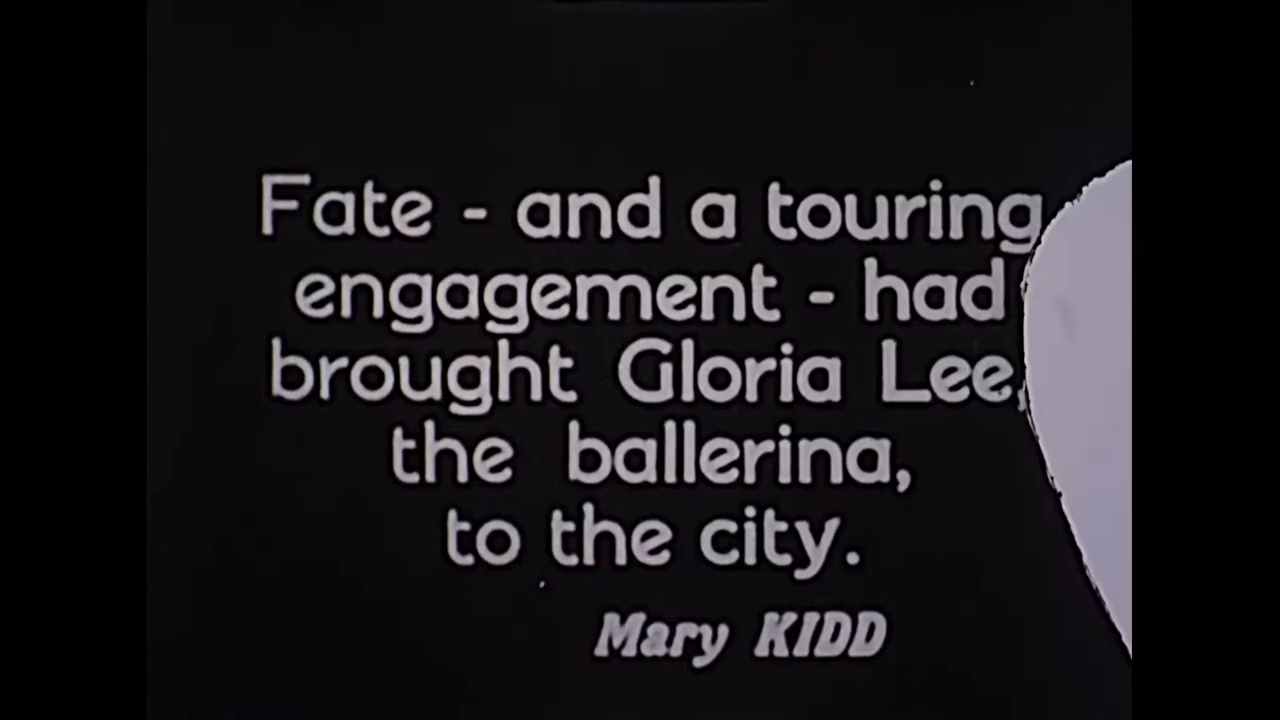 Fate - and a touring
engagement - had
brought Gloria Lee,
the ballerina,
to the city.
Mary KIDD